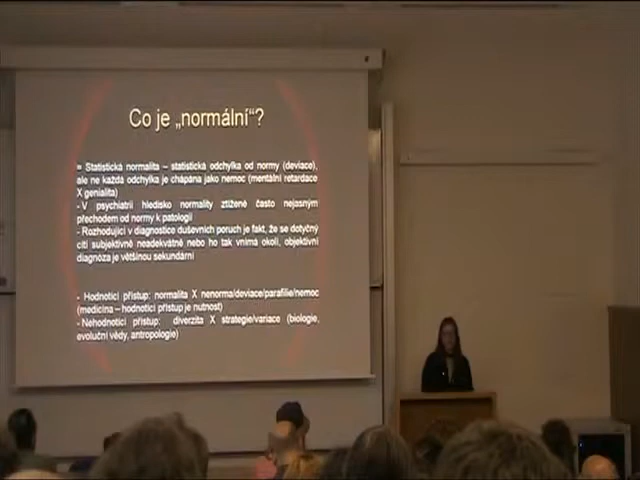 Co je „normální“?
= Statistická normalita – statistická odchylka od normy (deviace),
ale ne každá odchylka je chápána jako nemoc (mentální retardace
X genialita)
- V psychiatrii hledisko normality ztížené často nejasným
přechodem od normy k patologii
- Rozhodující v diagnostice duševních poruch je fakt, že se dotyčný
cítí subjektivně neadekvátně nebo ho tak vnímá okolí, objektivní
diagnóza je většinou sekundární
- Hodnotící přístup: normalita X nenorma/deviace/parafilie/nemoc
(medicína – hodnotící přístup je nutnost)
- Nehodnotící přístup: diverzita X strategie/variace (biologie,
evoluční vědy, antropologie)